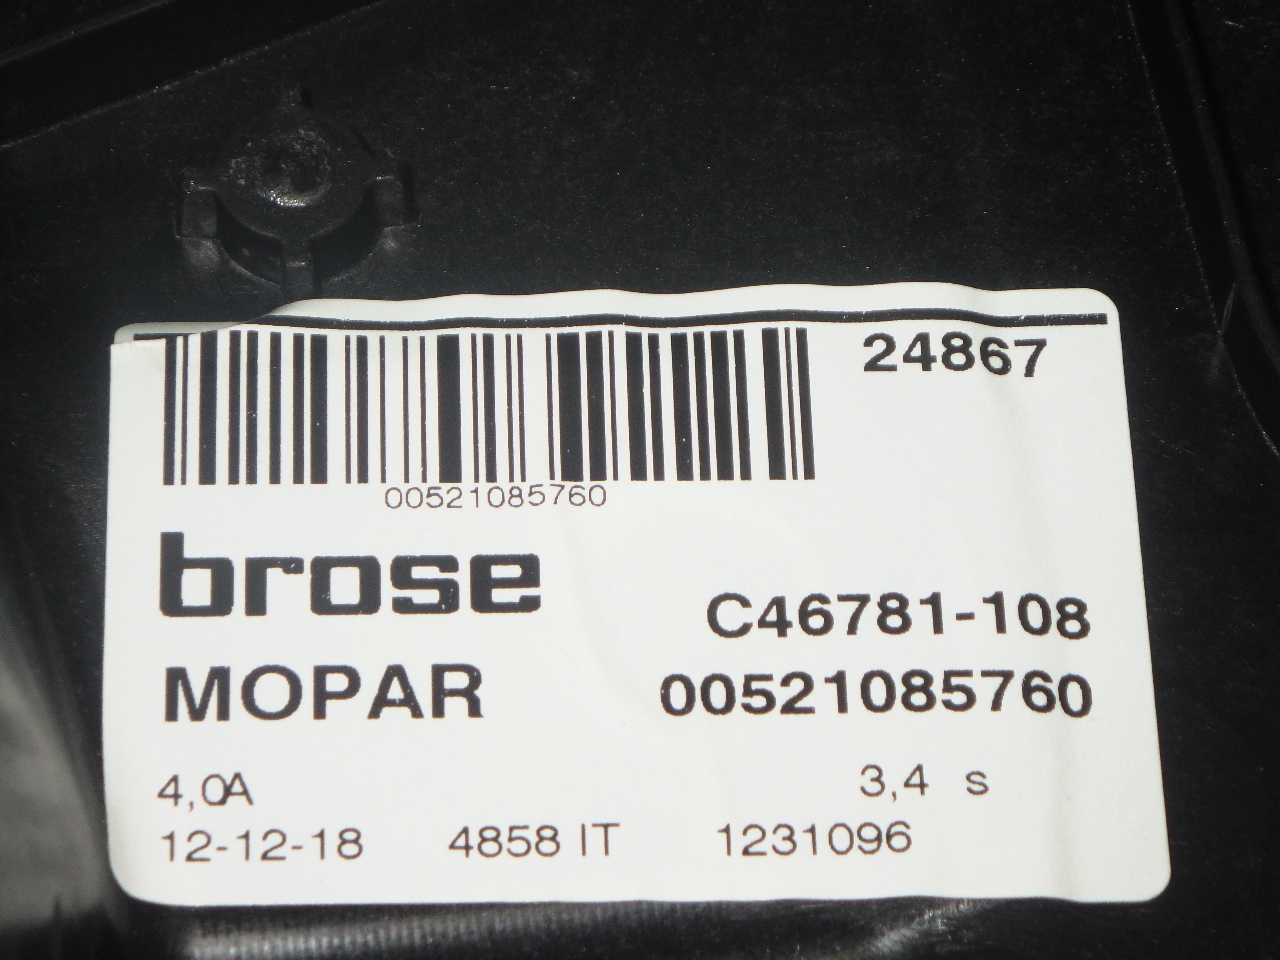 24867
00521085760
brose
C46781-108
MOPAR 00521085760
4,0A 3,4 s
12-12-18 4858 IT 1231096